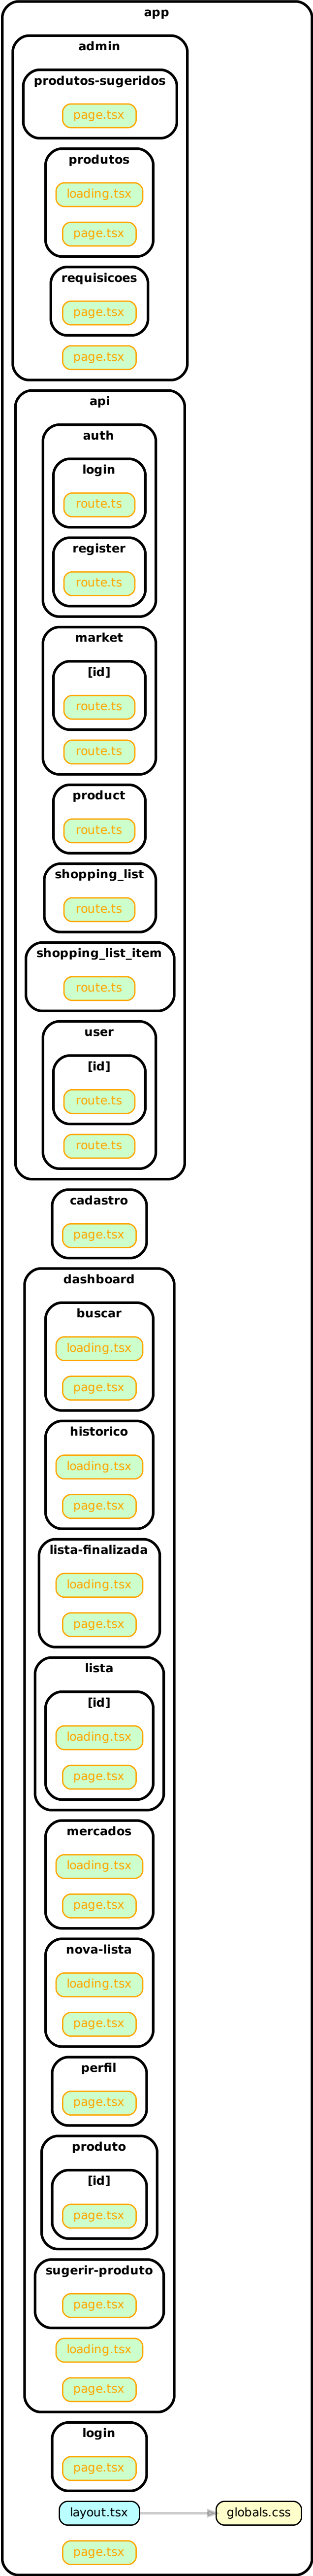 app
admin
produtos-sugeridos
page.tsx
produtos
loading.tsx
page.tsx
requisicoes
page.tsx
page.tsx
api
auth
login
route.ts
register
route.ts
market
[id]
route.ts
route.ts
product
route.ts
shopping_list
route.ts
shopping_list_item
route.ts
user
[id]
route.ts
route.ts
cadastro
page.tsx
dashboard
buscar
loading.tsx
page.tsx
historico
loading.tsx
page.tsx
lista-finalizada
loading.tsx
page.tsx
lista
[id]
loading.tsx
page.tsx
mercados
loading.tsx
page.tsx
nova-lista
loading.tsx
page.tsx
perfil
page.tsx
produto
[id]
page.tsx
sugerir-produto
page.tsx
loading.tsx
page.tsx
login
page.tsx
layout.tsx
globals.css
page.tsx